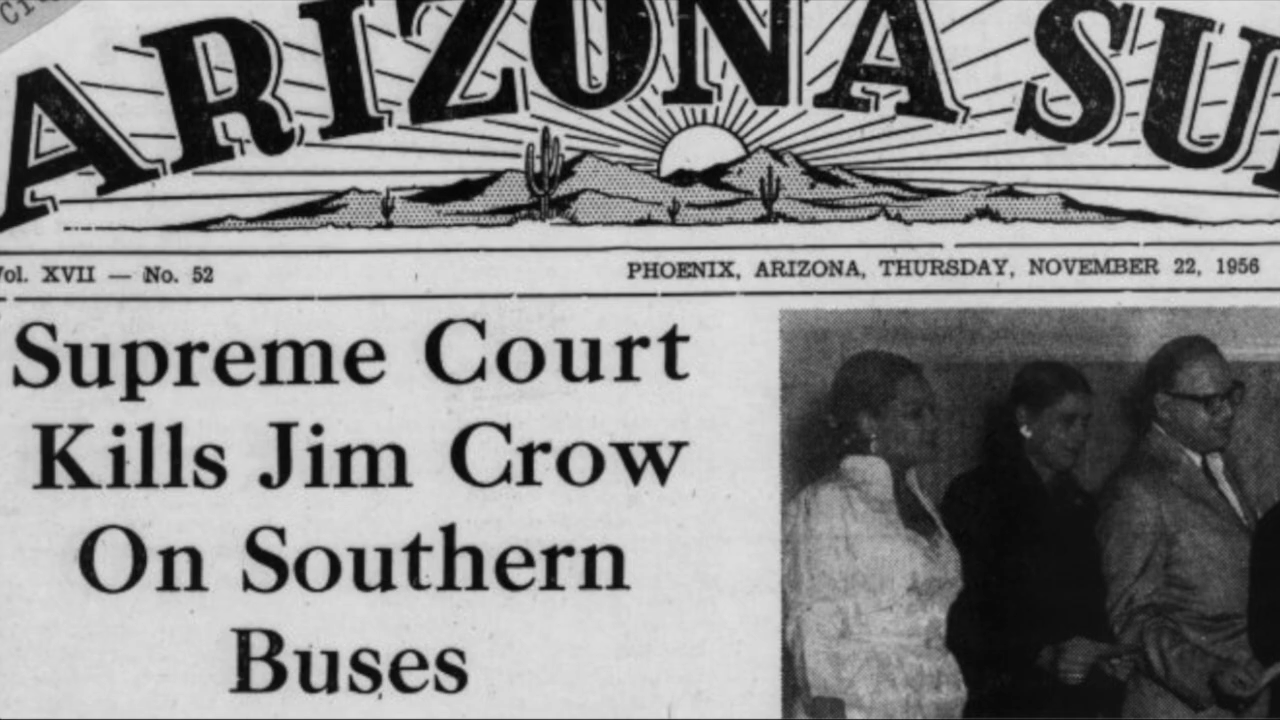 ARIZONA SU
Vol. XVII — No. 52
PHOENIX, ARIZONA, THURSDAY, NOVEMBER 22, 1956
Supreme Court
Kills Jim Crow
On Southern
Buses